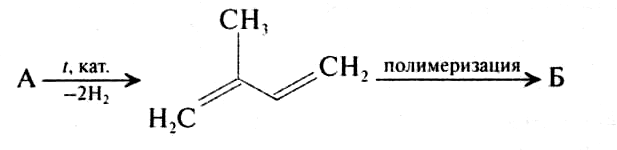 CH₃
A t, кат. −2H₂ CH₂ полимеризация Б
H₂C